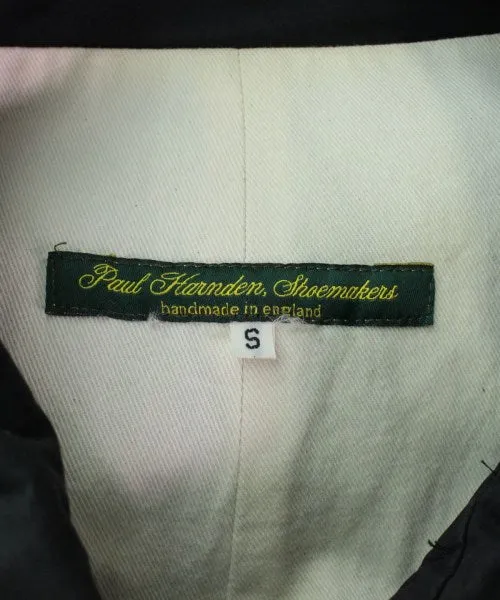 Paul Harnden, Shoemakers
handmade in england
S